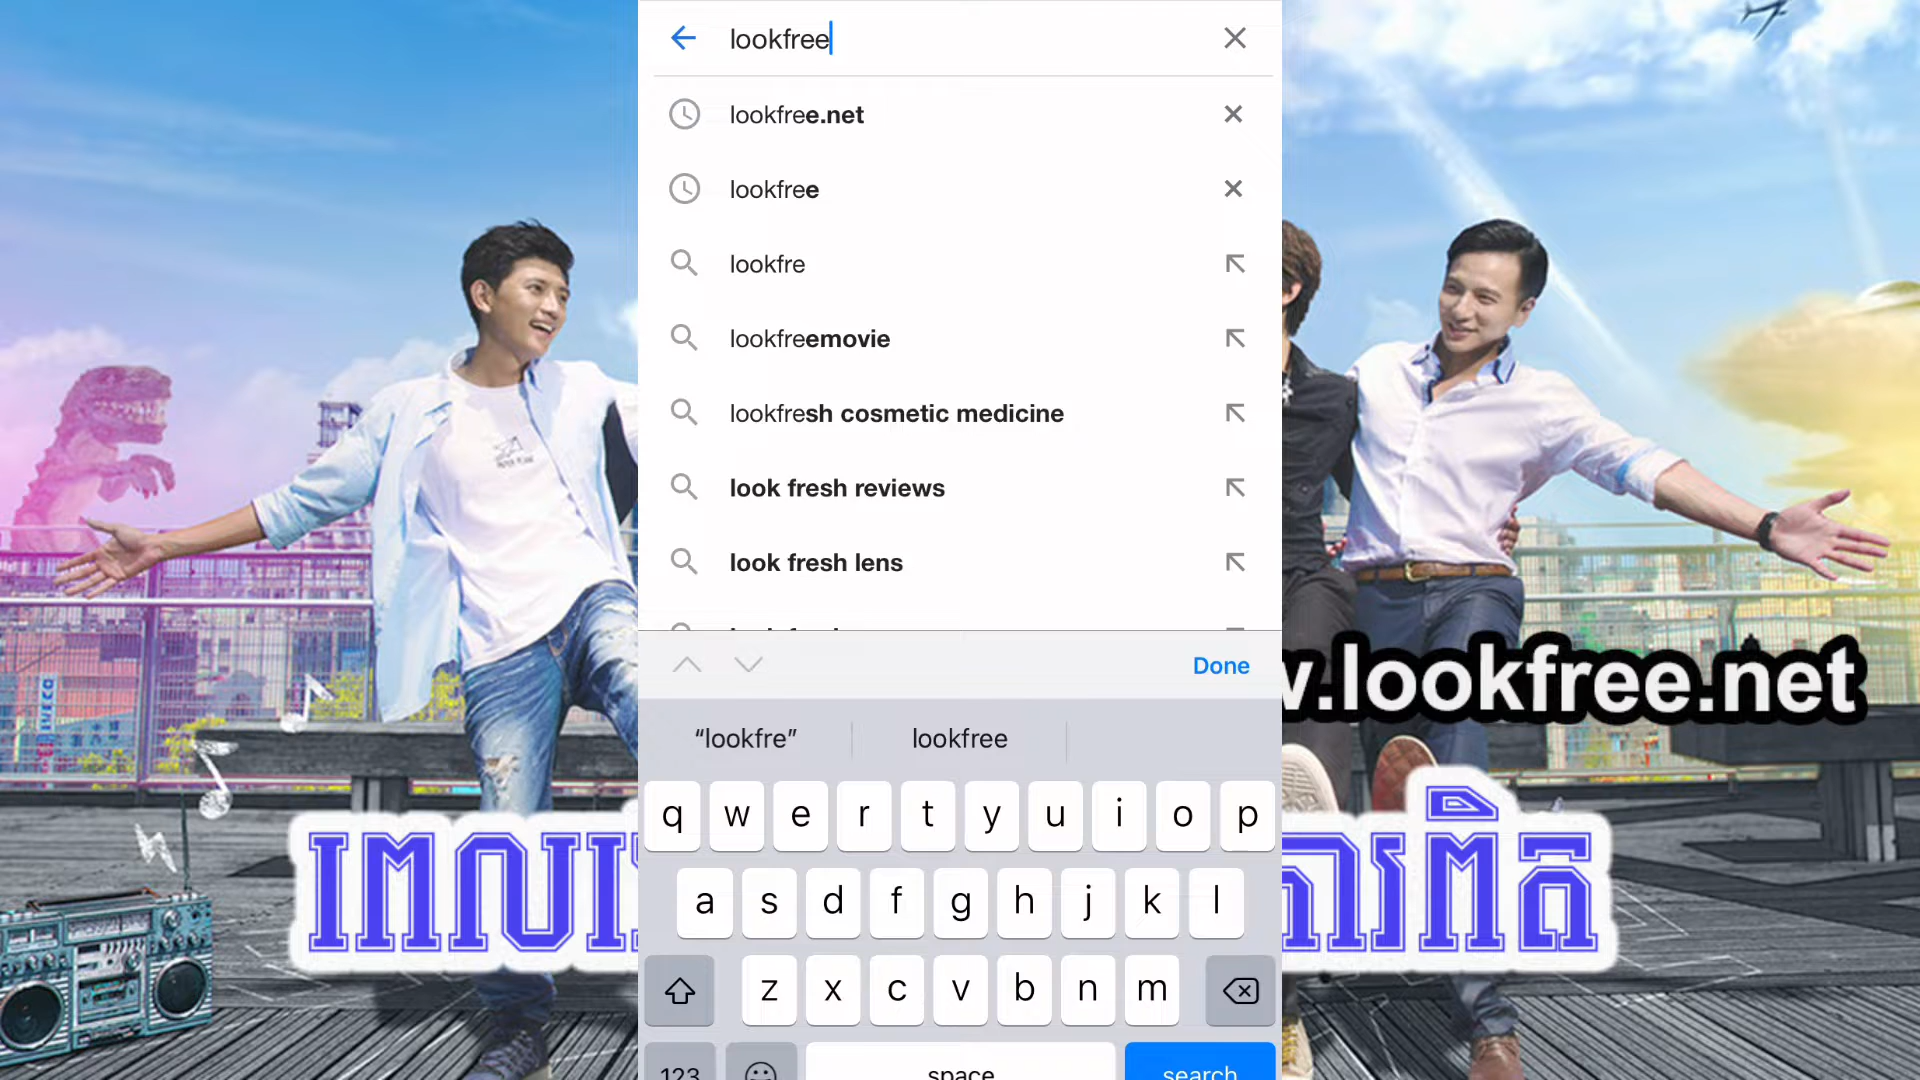 lookfree
lookfree.net
lookfree
lookfre
lookfreemovie
lookfresh cosmetic medicine
look fresh reviews
look fresh lens
Done
“lookfre” lookfree
q w e r t y u i o p
a s d f g h j k l
z x c v b n m
123 space search
w.lookfree.net
IVECO